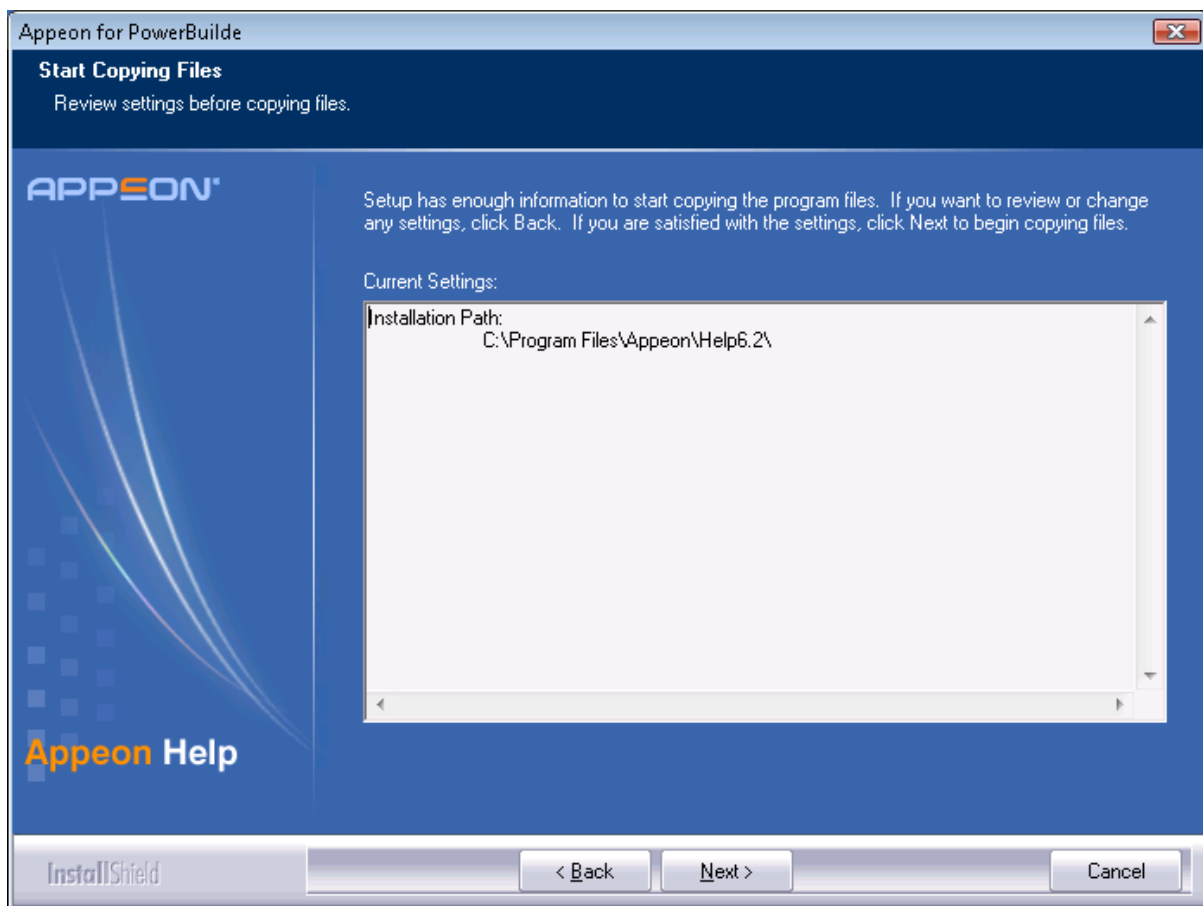 Appeon for PowerBuilde
Start Copying Files
Review settings before copying files.
APPEON®
Setup has enough information to start copying the program files.  If you want to review or change
any settings, click Back.  If you are satisfied with the settings, click Next to begin copying files.
Current Settings:
Installation Path:
C:\Program Files\Appeon\Help6.2\
Appeon Help
InstallShield
< Back
Next >
Cancel